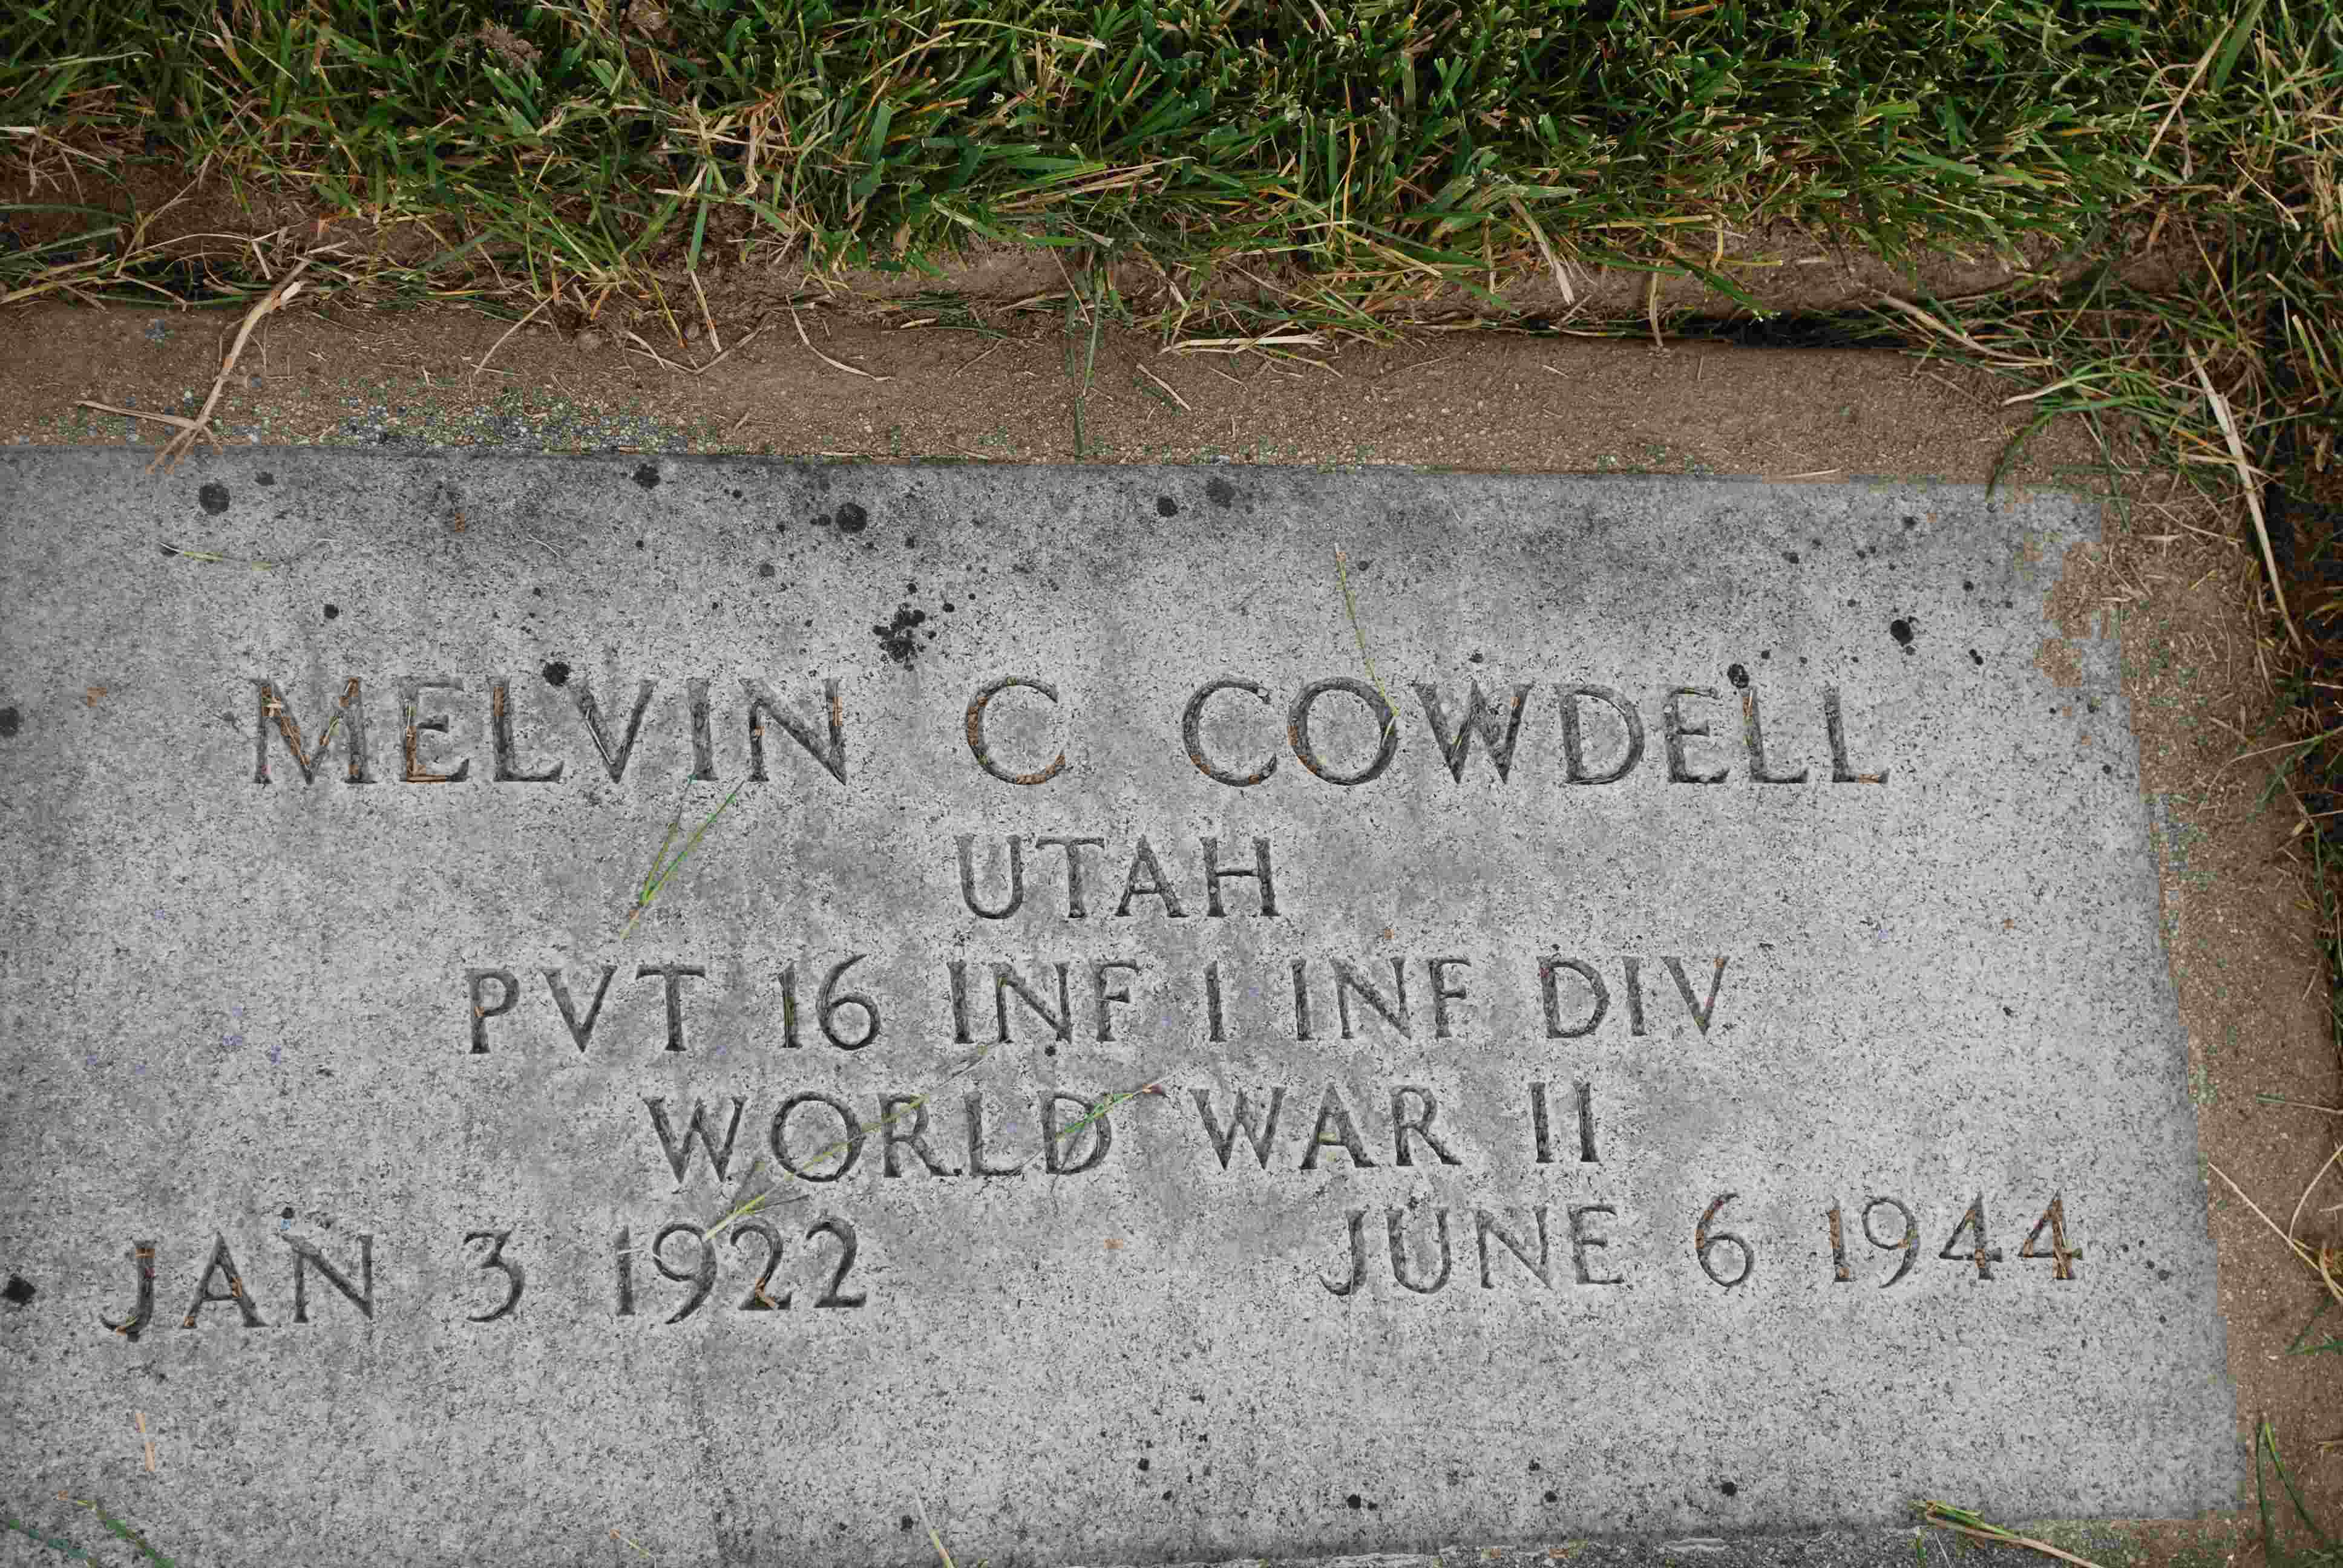 MELVIN C COWDELL
UTAH
PVT 16 INF 1 INF DIV
WORLD WAR II
JAN 3 1922 JUNE 6 1944